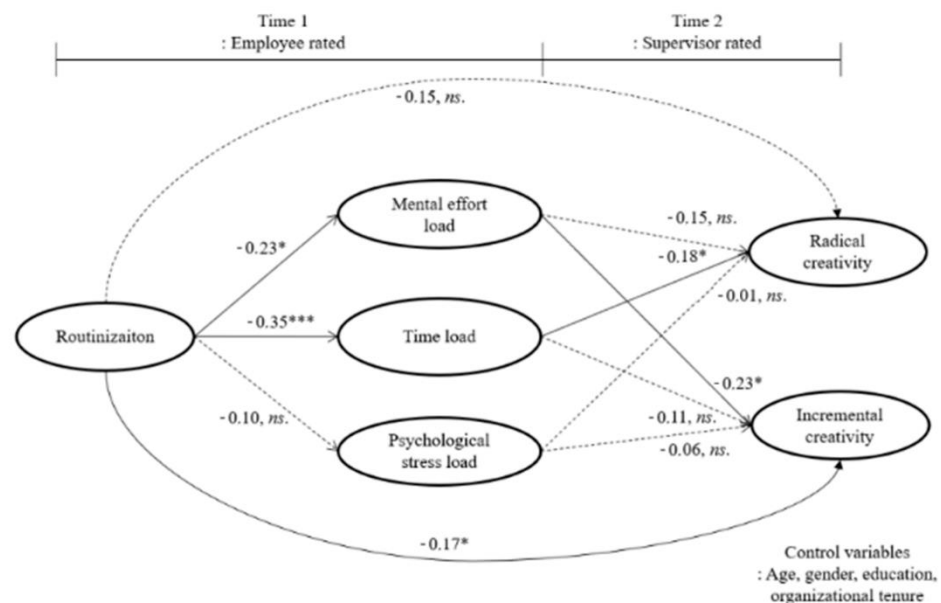 Time 1
: Employee rated
Time 2
: Supervisor rated
-0.15, ns.
Mental effort
load
-0.15, ns.
Radical
creativity
-0.23*
-0.18*
-0.01, ns.
Routinizaiton
-0.35***
Time load
-0.23*
-0.10, ns.
-0.11, ns.
Incremental
creativity
Psychological
stress load
-0.06, ns.
-0.17*
Control variables
: Age, gender, education,
organizational tenure